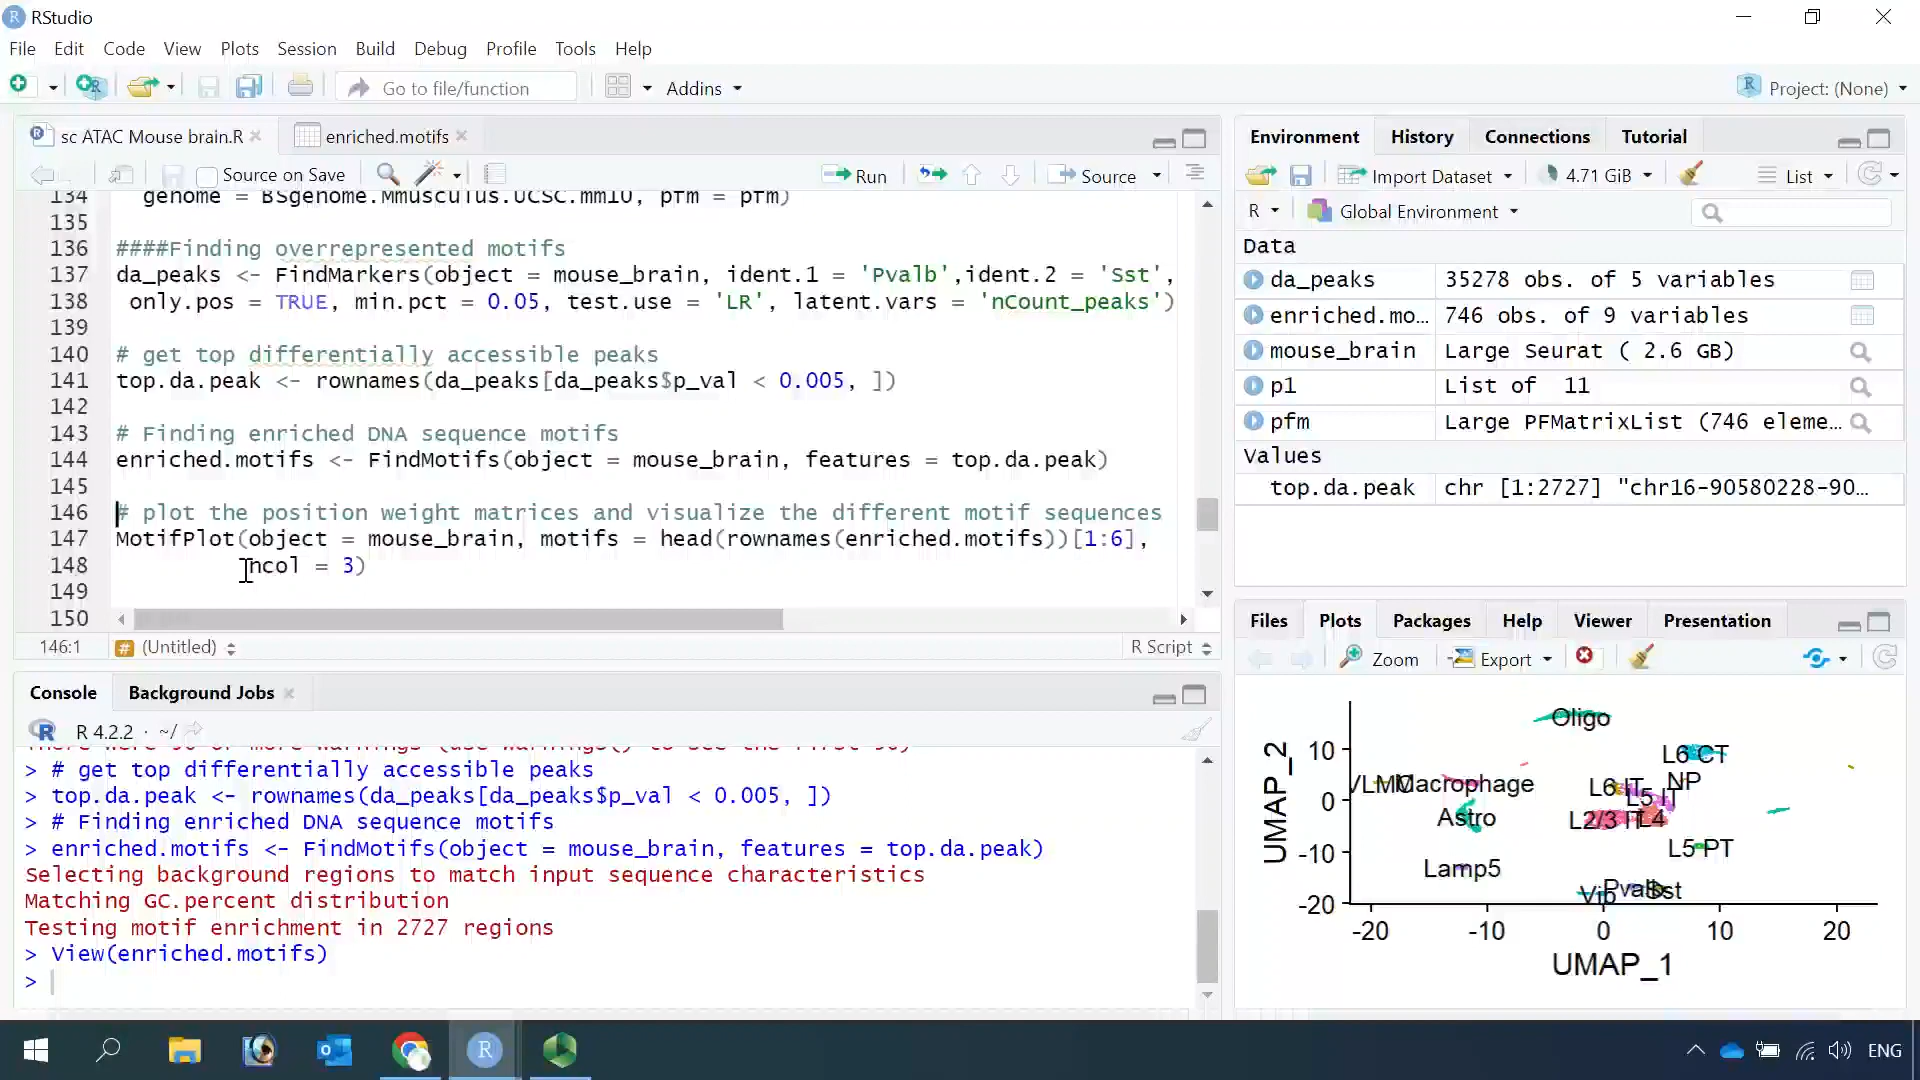 RStudio
File Edit Code View Plots Session Build Debug Profile Tools Help
Go to file/function
Addins
Project: (None)
sc ATAC Mouse brain.R
enriched.motifs
Source on Save
Run
Source
134 genome = BSgenome.Mmusculus.UCSC.mm10, pfm = pfm)
135
136 ####Finding overrepresented motifs
137 da_peaks <- FindMarkers(object = mouse_brain, ident.1 = 'Pvalb',ident.2 = 'Sst',
138 only.pos = TRUE, min.pct = 0.05, test.use = 'LR', latent.vars = 'nCount_peaks')
139
140 # get top differentially accessible peaks
141 top.da.peak <- rownames(da_peaks[da_peaks$p_val < 0.005, ])
142
143 # Finding enriched DNA sequence motifs
144 enriched.motifs <- FindMotifs(object = mouse_brain, features = top.da.peak)
145
146 # plot the position weight matrices and visualize the different motif sequences
147 MotifPlot(object = mouse_brain, motifs = head(rownames(enriched.motifs))[1:6],
148 ncol = 3)
149
150
146:1 # (Untitled) R Script
Console Background Jobs
R 4.2.2 · ~/
> # get top differentially accessible peaks
> top.da.peak <- rownames(da_peaks[da_peaks$p_val < 0.005, ])
> # Finding enriched DNA sequence motifs
> enriched.motifs <- FindMotifs(object = mouse_brain, features = top.da.peak)
Selecting background regions to match input sequence characteristics
Matching GC.percent distribution
Testing motif enrichment in 2727 regions
> View(enriched.motifs)
>
Environment History Connections Tutorial
Import Dataset 4.71 GiB List
R Global Environment
Data
da_peaks 35278 obs. of 5 variables
enriched.mo… 746 obs. of 9 variables
mouse_brain Large Seurat ( 2.6 GB)
p1 List of 11
pfm Large PFMatrixList (746 eleme…
Values
top.da.peak chr [1:2727] "chr16-90580228-90…
Files Plots Packages Help Viewer Presentation
Zoom Export
UMAP_2
10
0
-10
-20
Oligo
L6 CT
VLMC
Macrophage
NP
L6 IT
L5 IT
Astro
L2/3 IT
L4
L5 PT
Lamp5
Vip
Pvalb
Sst
-20 -10 0 10 20
UMAP_1
ENG